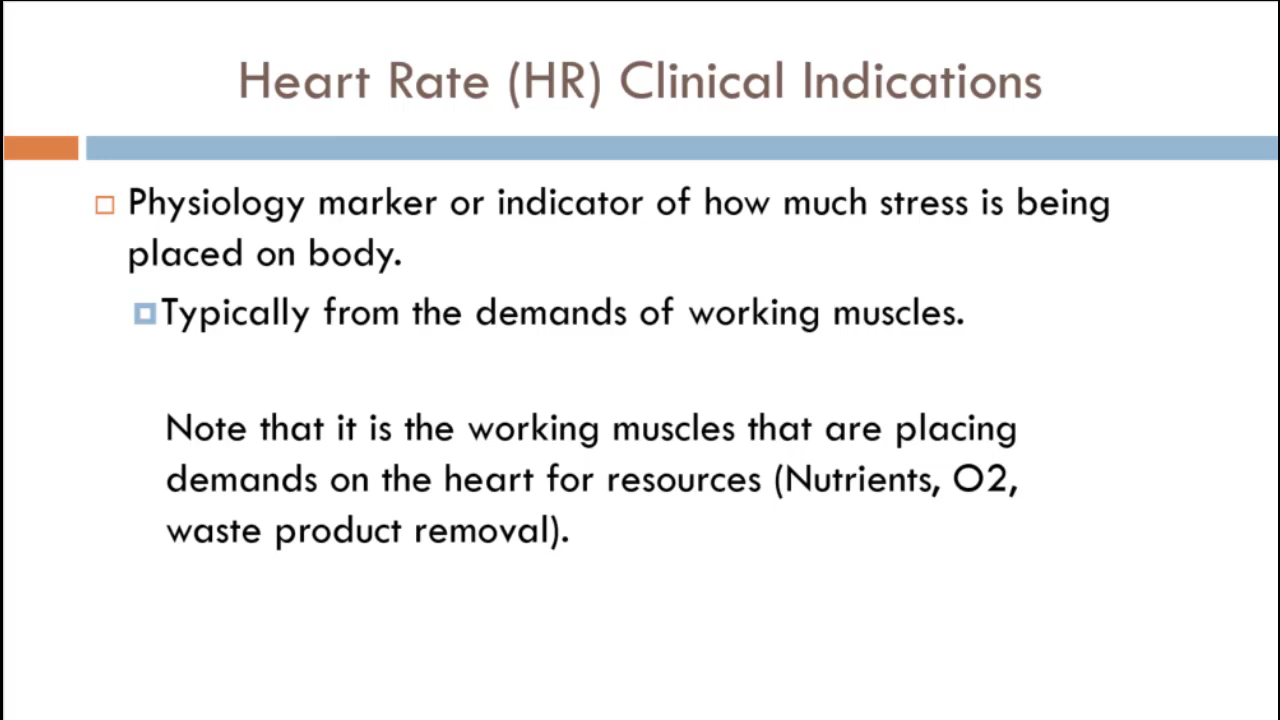 Heart Rate (HR) Clinical Indications
Physiology marker or indicator of how much stress is being
placed on body.
Typically from the demands of working muscles.
Note that it is the working muscles that are placing
demands on the heart for resources (Nutrients, O2,
waste product removal).